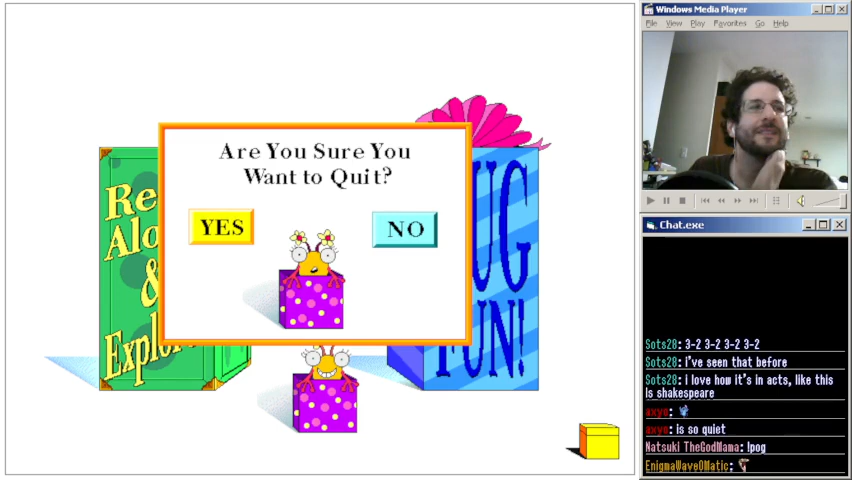 Are You Sure You
Want to Quit?
YES
NO
Re
Alo
&
Explor
UG
FUN!
Windows Media Player
File View Play Favorites Go Help
Chat.exe
Sots28: 3-2 3-2 3-2 3-2
Sots28: i've seen that before
Sots28: i love how it's in acts, like this
is shakespeare
axyo:
axyo: is so quiet
Natsuki TheGodMama: !pog
EnigmaWaveOMatic: